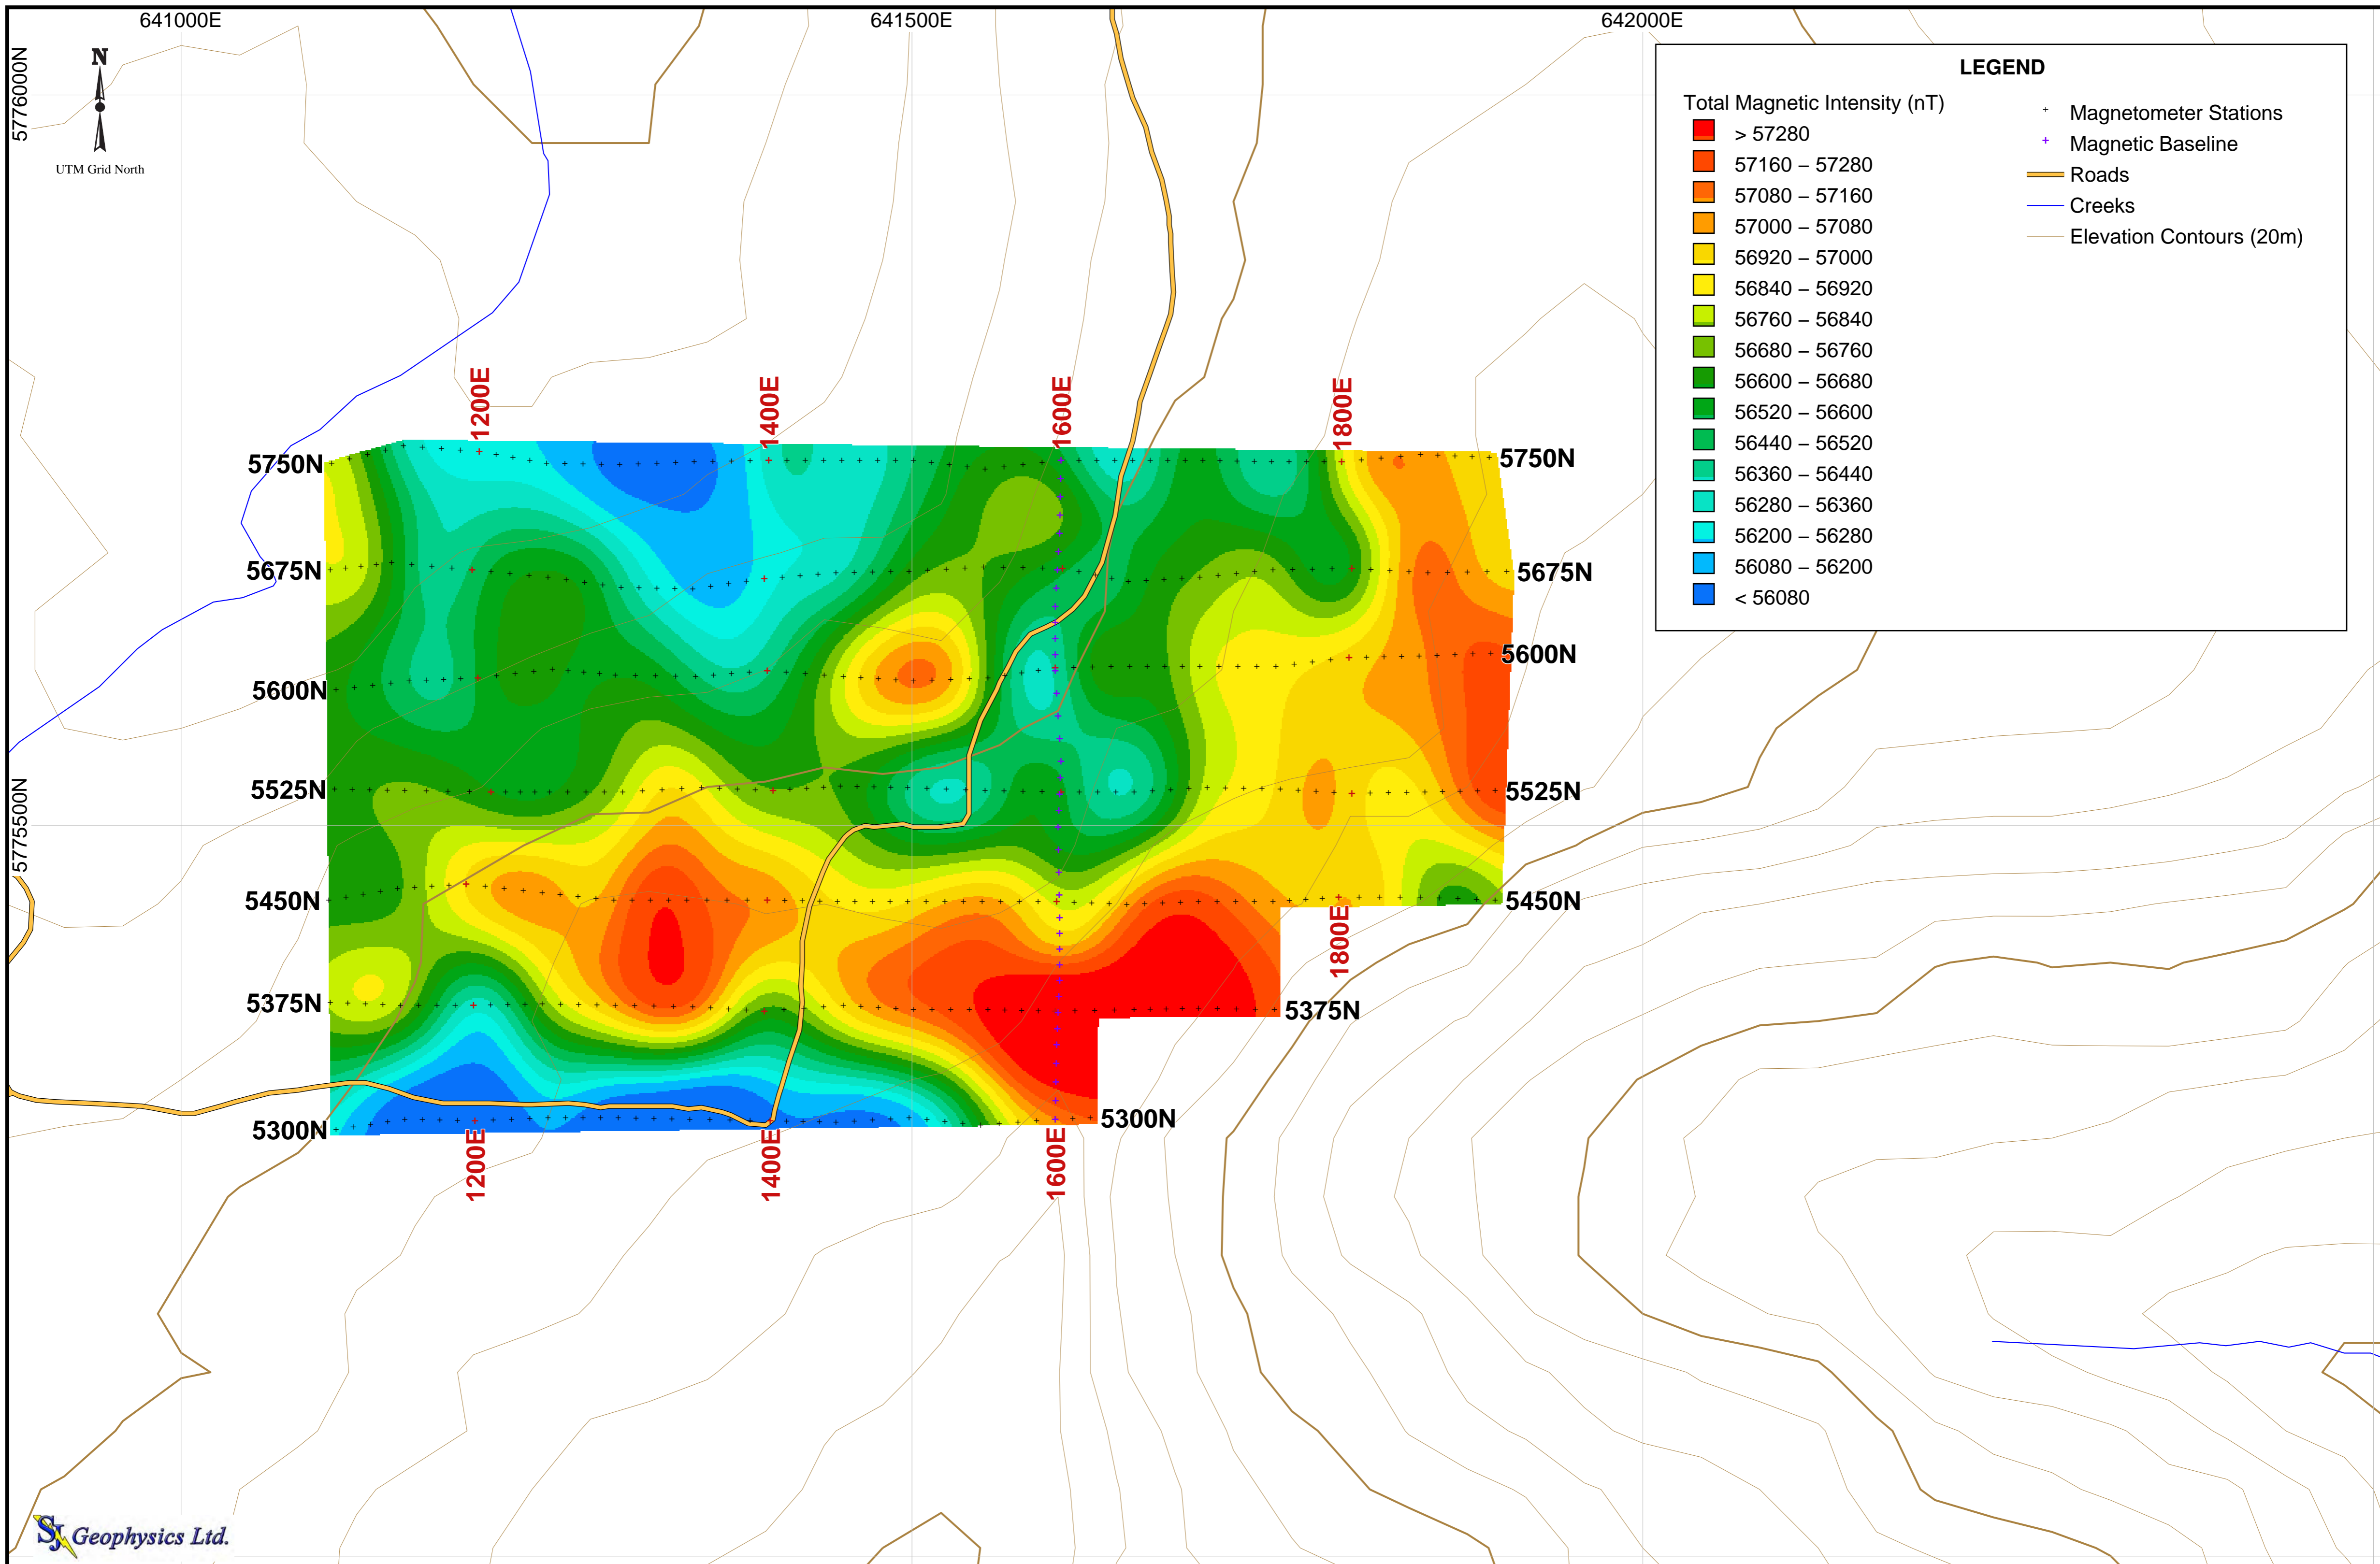 641000E
641500E
642000E
5776000N
N
UTM Grid North
LEGEND
Total Magnetic Intensity (nT)
> 57280
57160 – 57280
57080 – 57160
57000 – 57080
56920 – 57000
56840 – 56920
56760 – 56840
56680 – 56760
56600 – 56680
56520 – 56600
56440 – 56520
56360 – 56440
56280 – 56360
56200 – 56280
56080 – 56200
< 56080
Magnetometer Stations
Magnetic Baseline
Roads
Creeks
Elevation Contours (20m)
1200E
1400E
1600E
1800E
5750N
5750N
5675N
5675N
5600N
5600N
5525N
5525N
5775500N
5450N
5450N
1800E
5375N
5375N
5300N
5300N
1200E
1400E
1600E
SJ Geophysics Ltd.